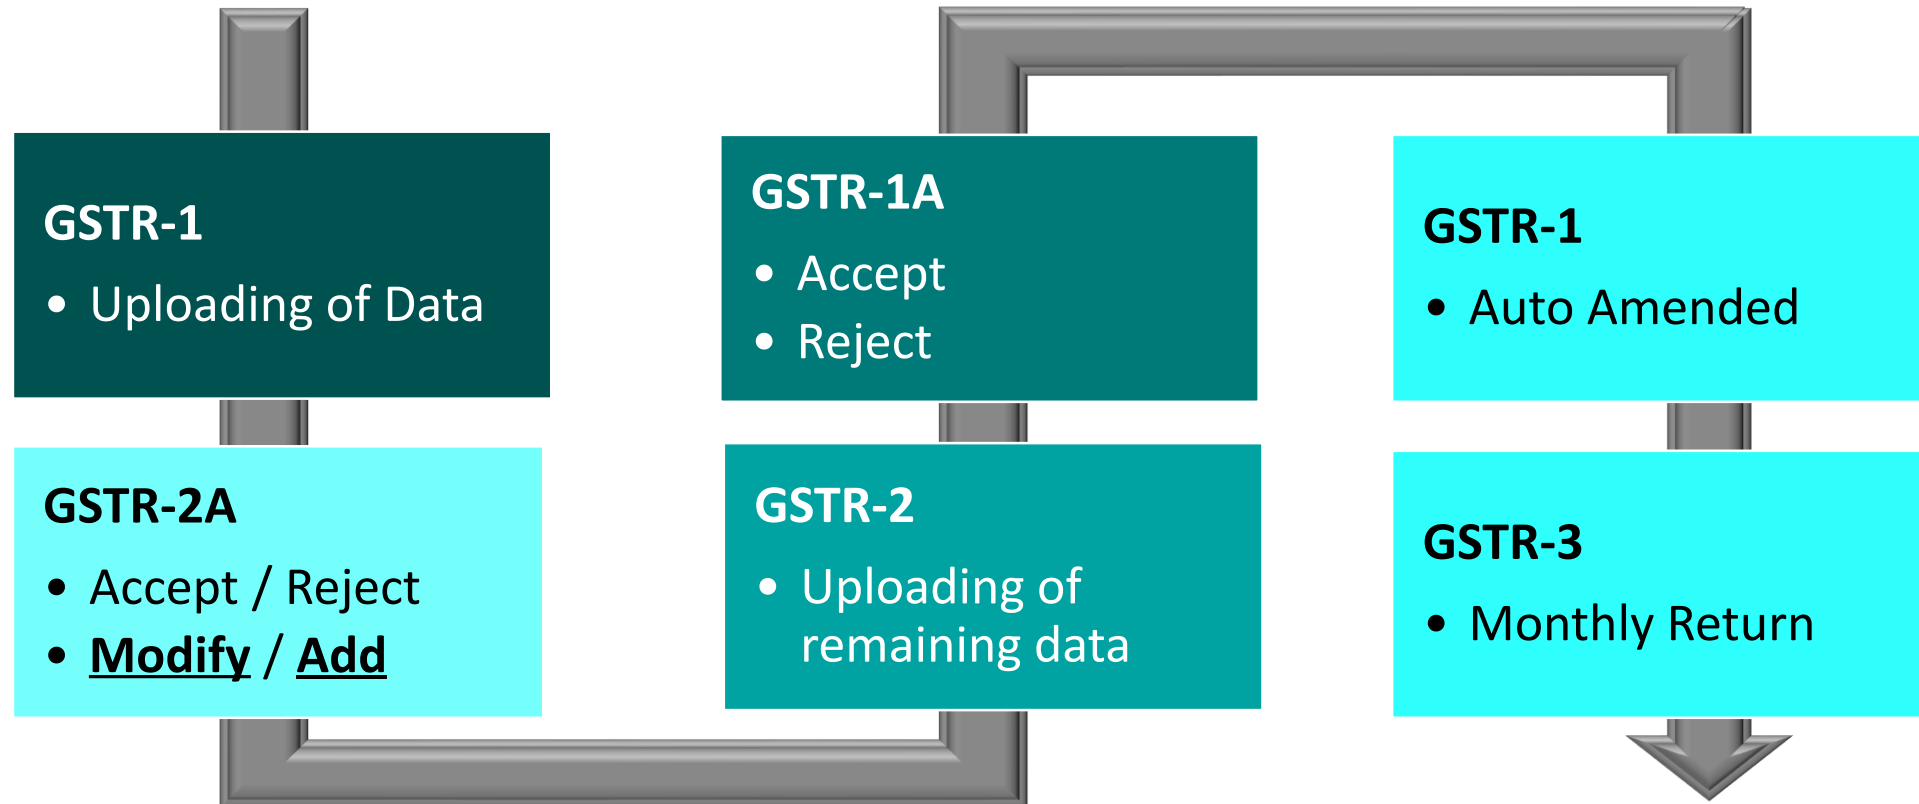 GSTR-1
• Uploading of Data
GSTR-2A
• Accept / Reject
• Modify / Add
GSTR-1A
• Accept
• Reject
GSTR-2
• Uploading of
remaining data
GSTR-1
• Auto Amended
GSTR-3
• Monthly Return